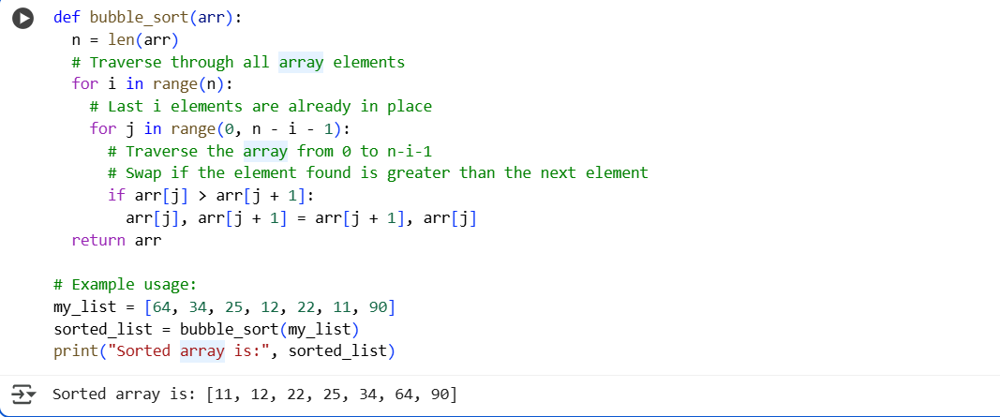 def bubble_sort(arr):
  n = len(arr)
  # Traverse through all array elements
  for i in range(n):
    # Last i elements are already in place
    for j in range(0, n - i - 1):
      # Traverse the array from 0 to n-i-1
      # Swap if the element found is greater than the next element
      if arr[j] > arr[j + 1]:
        arr[j], arr[j + 1] = arr[j + 1], arr[j]
  return arr

# Example usage:
my_list = [64, 34, 25, 12, 22, 11, 90]
sorted_list = bubble_sort(my_list)
print("Sorted array is:", sorted_list)
Sorted array is: [11, 12, 22, 25, 34, 64, 90]